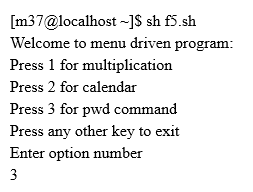 [m37@localhost ~]$ sh f5.sh
Welcome to menu driven program:
Press 1 for multiplication
Press 2 for calendar
Press 3 for pwd command
Press any other key to exit
Enter option number
3